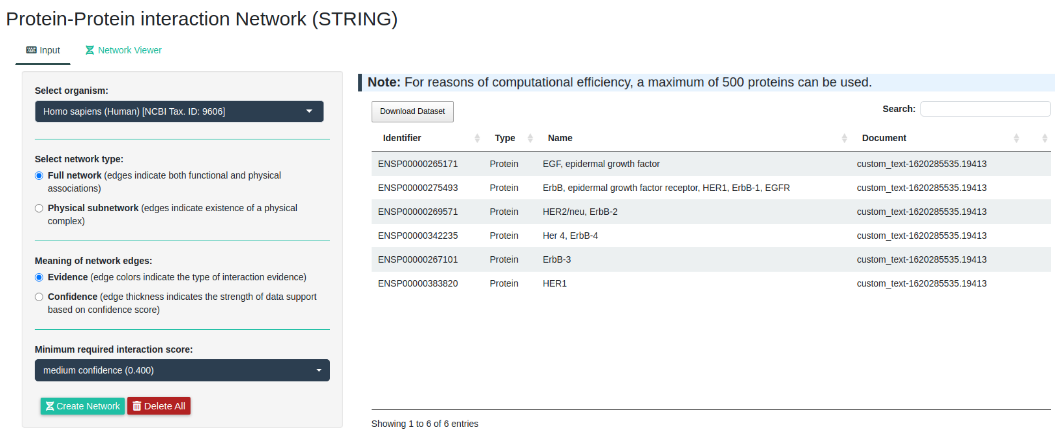 Protein-Protein interaction Network (STRING)
Input
Network Viewer
Select organism:
Homo sapiens (Human) [NCBI Tax. ID: 9606]
Select network type:
Full network (edges indicate both functional and physical
associations)
Physical subnetwork (edges indicate existence of a physical
complex)
Meaning of network edges:
Evidence (edge colors indicate the type of interaction evidence)
Confidence (edge thickness indicates the strength of data support
based on confidence score)
Minimum required interaction score:
medium confidence (0.400)
Create Network
Delete All
Note: For reasons of computational efficiency, a maximum of 500 proteins can be used.
Download Dataset
Search:
Identifier Type Name Document
ENSP00000265171 Protein EGF, epidermal growth factor custom_text-1620285535.19413
ENSP00000275493 Protein ErbB, epidermal growth factor receptor, HER1, ErbB-1, EGFR custom_text-1620285535.19413
ENSP00000269571 Protein HER2/neu, ErbB-2 custom_text-1620285535.19413
ENSP00000342235 Protein Her 4, ErbB-4 custom_text-1620285535.19413
ENSP00000267101 Protein ErbB-3 custom_text-1620285535.19413
ENSP00000383820 Protein HER1 custom_text-1620285535.19413
Showing 1 to 6 of 6 entries